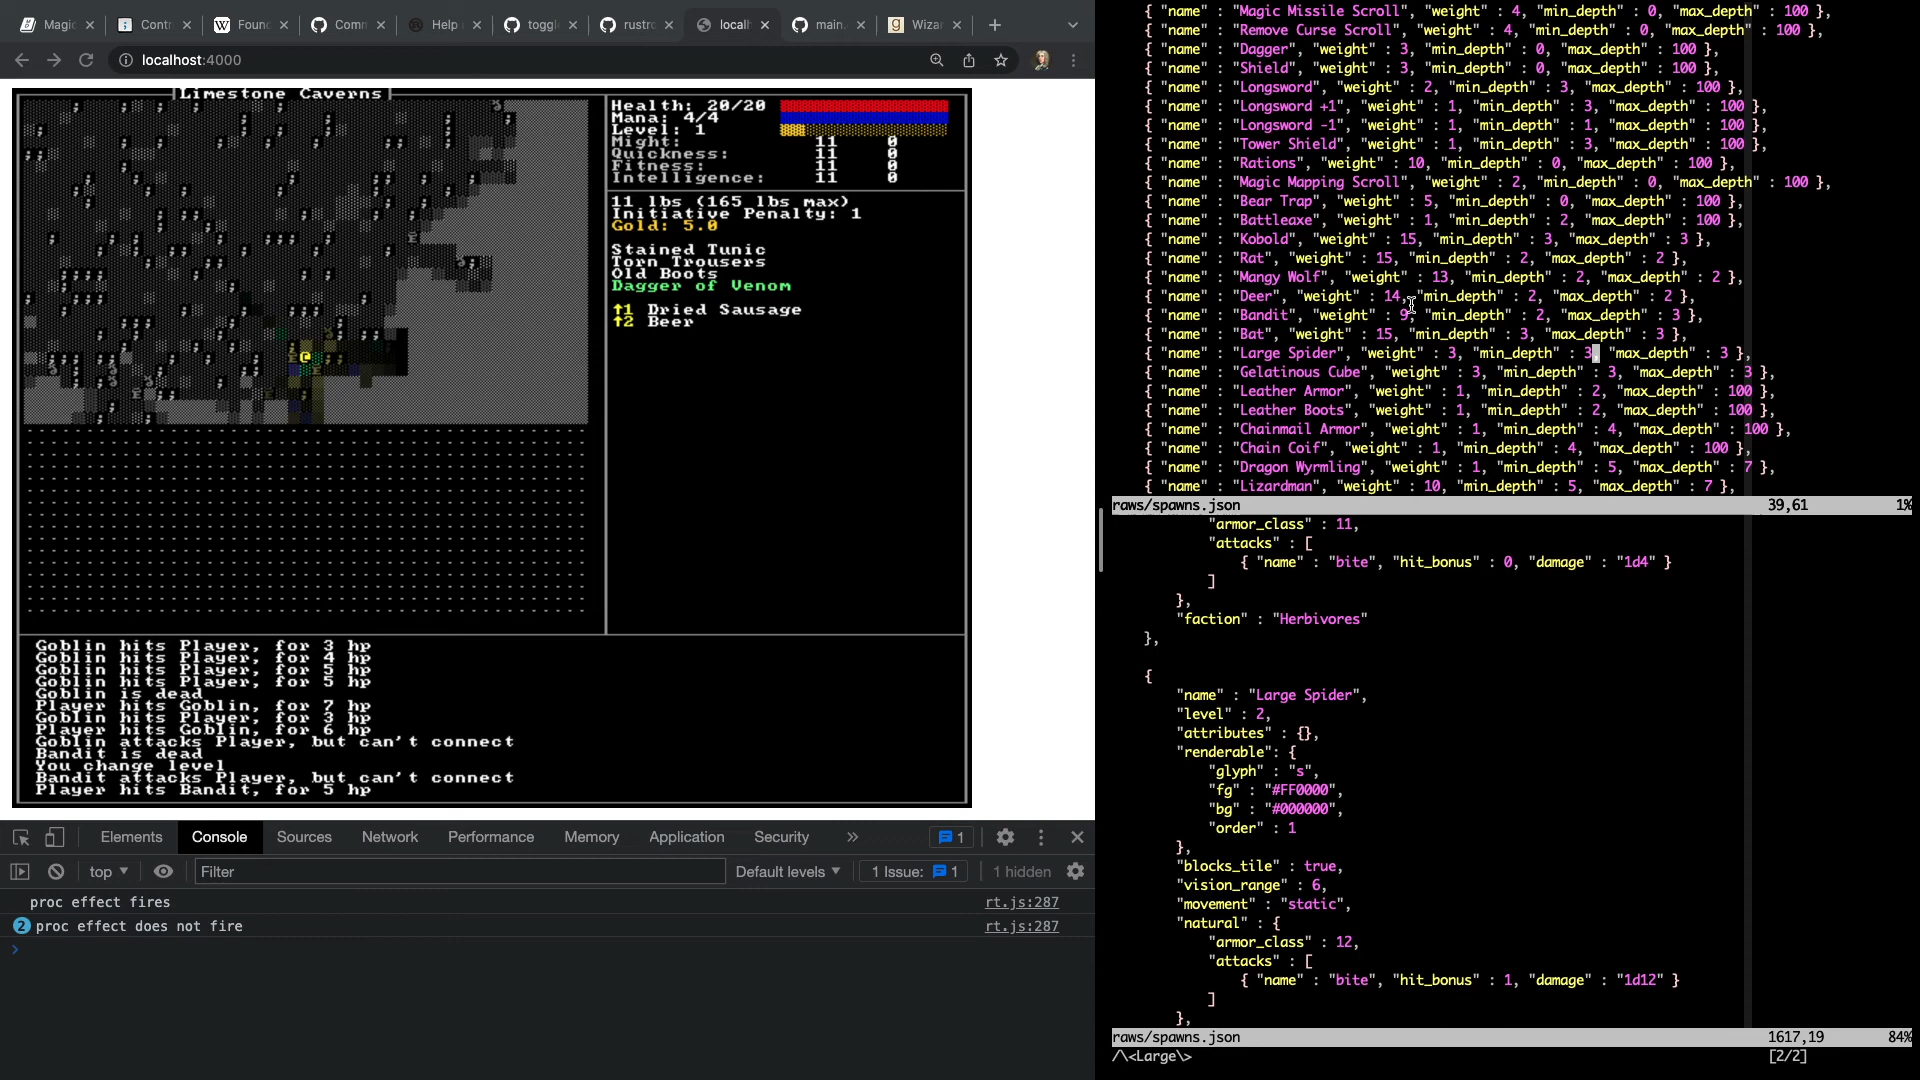 Magic
Contr
Found
Comm
Help
toggl
rustro
localh
main.
Wizar
localhost:4000
Limestone Caverns
Health: 20/20
Mana: 4/4
Level: 1
Might: 11 0
Quickness: 11 0
Fitness: 11 0
Intelligence: 11 0
11 lbs (165 lbs max)
Initiative Penalty: 1
Gold: 5.0
Stained Tunic
Torn Trousers
Old Boots
Dagger of Venom
↑1 Dried Sausage
↑2 Beer
Goblin hits Player, for 3 hp
Goblin hits Player, for 4 hp
Goblin hits Player, for 5 hp
Goblin hits Player, for 5 hp
Goblin is dead
Player hits Goblin, for 7 hp
Goblin hits Player, for 3 hp
Player hits Goblin, for 6 hp
Goblin attacks Player, but can't connect
Bandit is dead
You change level
Bandit attacks Player, but can't connect
Player hits Bandit, for 5 hp
Elements Console Sources Network Performance Memory Application Security » 1
top ▼ Filter Default levels ▼ 1 Issue: 1 1 hidden
proc effect fires rt.js:287
2 proc effect does not fire rt.js:287
>
{ "name" : "Magic Missile Scroll", "weight" : 4, "min_depth" : 0, "max_depth" : 100 },
{ "name" : "Remove Curse Scroll", "weight" : 4, "min_depth" : 0, "max_depth" : 100 },
{ "name" : "Dagger", "weight" : 3, "min_depth" : 0, "max_depth" : 100 },
{ "name" : "Shield", "weight" : 3, "min_depth" : 0, "max_depth" : 100 },
{ "name" : "Longsword", "weight" : 2, "min_depth" : 3, "max_depth" : 100 },
{ "name" : "Longsword +1", "weight" : 1, "min_depth" : 3, "max_depth" : 100 },
{ "name" : "Longsword -1", "weight" : 1, "min_depth" : 1, "max_depth" : 100 },
{ "name" : "Tower Shield", "weight" : 1, "min_depth" : 3, "max_depth" : 100 },
{ "name" : "Rations", "weight" : 10, "min_depth" : 0, "max_depth" : 100 },
{ "name" : "Magic Mapping Scroll", "weight" : 2, "min_depth" : 0, "max_depth" : 100 },
{ "name" : "Bear Trap", "weight" : 5, "min_depth" : 0, "max_depth" : 100 },
{ "name" : "Battleaxe", "weight" : 1, "min_depth" : 2, "max_depth" : 100 },
{ "name" : "Kobold", "weight" : 15, "min_depth" : 3, "max_depth" : 3 },
{ "name" : "Rat", "weight" : 15, "min_depth" : 2, "max_depth" : 2 },
{ "name" : "Mangy Wolf", "weight" : 13, "min_depth" : 2, "max_depth" : 2 },
{ "name" : "Deer", "weight" : 14, "min_depth" : 2, "max_depth" : 2 },
{ "name" : "Bandit", "weight" : 9, "min_depth" : 2, "max_depth" : 3 },
{ "name" : "Bat", "weight" : 15, "min_depth" : 3, "max_depth" : 3 },
{ "name" : "Large Spider", "weight" : 3, "min_depth" : 3, "max_depth" : 3 },
{ "name" : "Gelatinous Cube", "weight" : 3, "min_depth" : 3, "max_depth" : 3 },
{ "name" : "Leather Armor", "weight" : 1, "min_depth" : 2, "max_depth" : 100 },
{ "name" : "Leather Boots", "weight" : 1, "min_depth" : 2, "max_depth" : 100 },
{ "name" : "Chainmail Armor", "weight" : 1, "min_depth" : 4, "max_depth" : 100 },
{ "name" : "Chain Coif", "weight" : 1, "min_depth" : 4, "max_depth" : 100 },
{ "name" : "Dragon Wyrmling", "weight" : 1, "min_depth" : 5, "max_depth" : 7 },
{ "name" : "Lizardman", "weight" : 10, "min_depth" : 5, "max_depth" : 7 },
raws/spawns.json 39,61 1%
"armor_class" : 11,
"attacks" : [
{ "name" : "bite", "hit_bonus" : 0, "damage" : "1d4" }
]
},
"faction" : "Herbivores"
},
{
"name" : "Large Spider",
"level" : 2,
"attributes" : {},
"renderable": {
"glyph" : "s",
"fg" : "#FF0000",
"bg" : "#000000",
"order" : 1
},
"blocks_tile" : true,
"vision_range" : 6,
"movement" : "static",
"natural" : {
"armor_class" : 12,
"attacks" : [
{ "name" : "bite", "hit_bonus" : 1, "damage" : "1d12" }
]
},
raws/spawns.json 1617,19 84%
/\<Large\> [2/2]